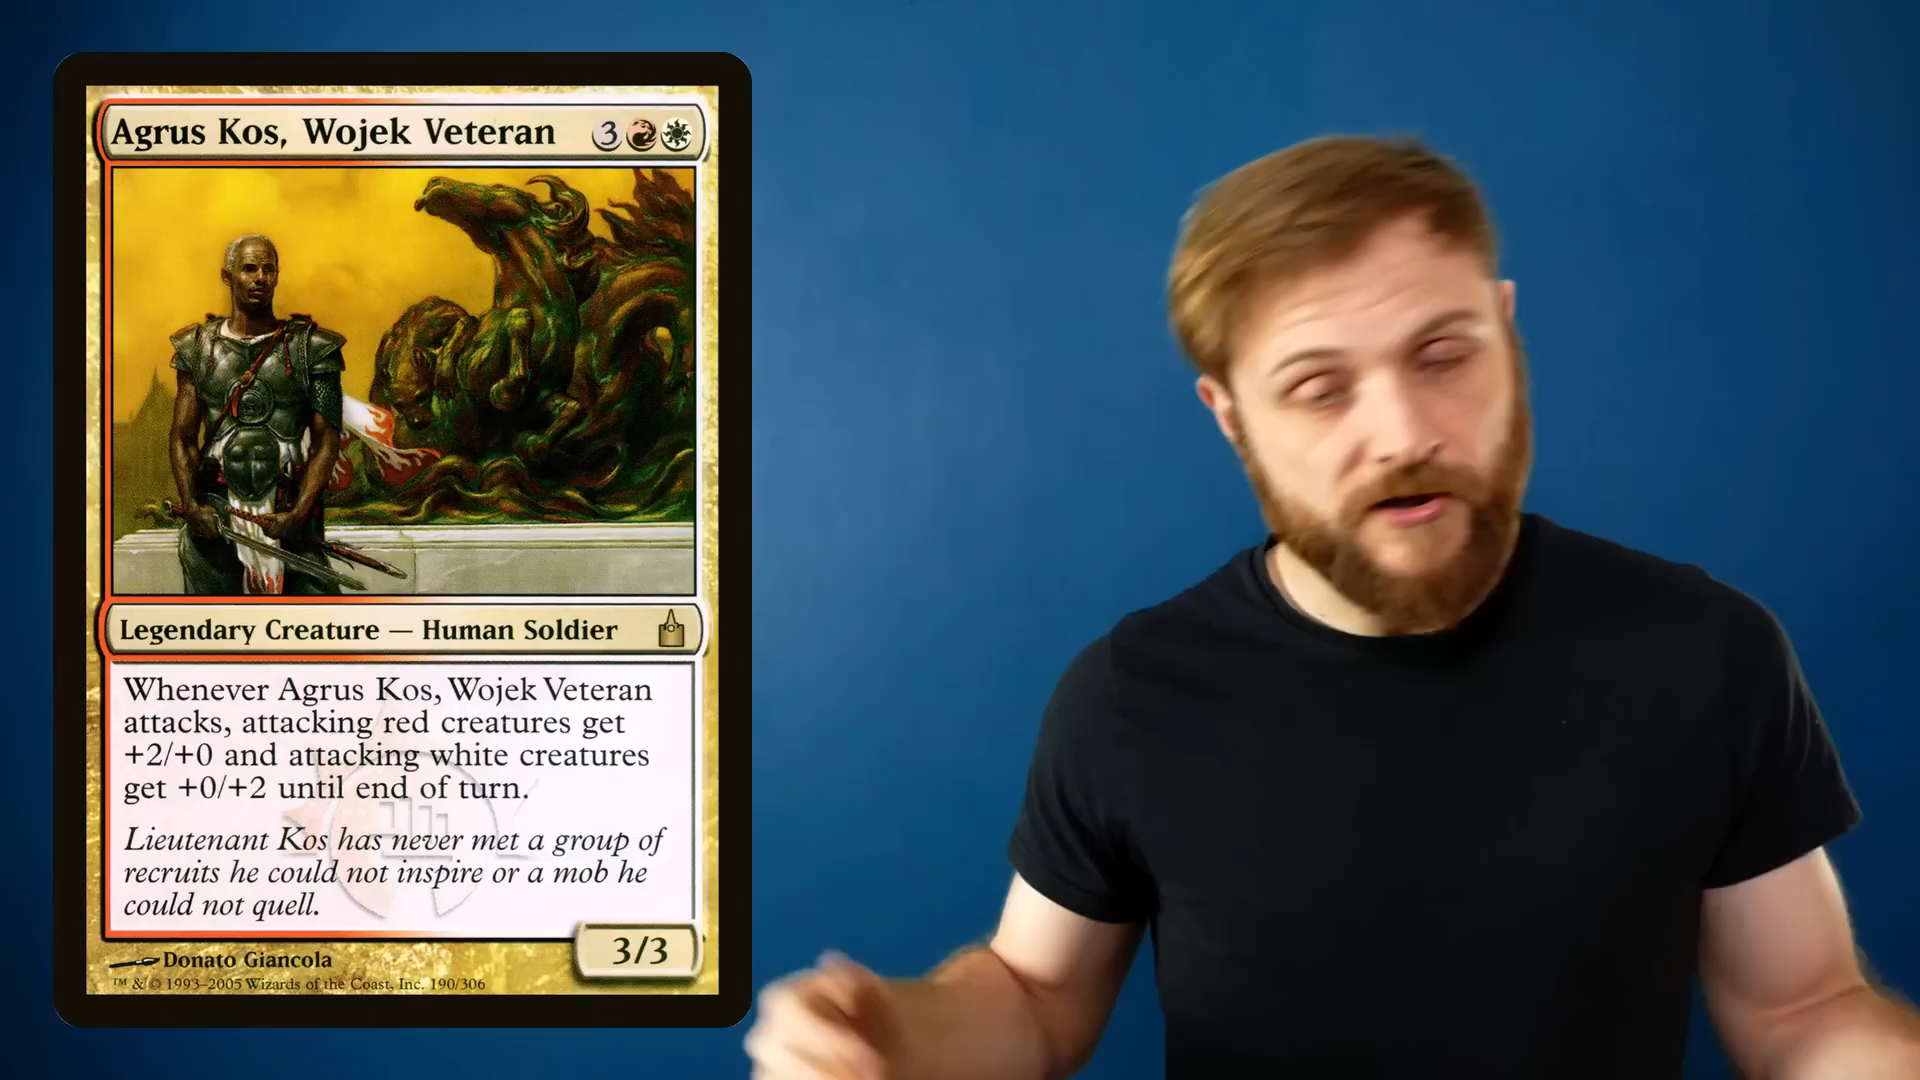 Agrus Kos, Wojek Veteran 3
Legendary Creature — Human Soldier
Whenever Agrus Kos, Wojek Veteran
attacks, attacking red creatures get
+2/+0 and attacking white creatures
get +0/+2 until end of turn.
Lieutenant Kos has never met a group of
recruits he could not inspire or a mob he
could not quell.
3/3
Donato Giancola
™ & © 1993–2005 Wizards of the Coast, Inc. 190/306